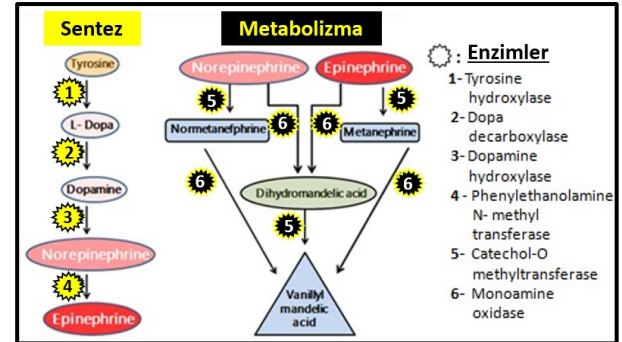 Sentez
Tyrosine
1
L- Dopa
2
Dopamine
3
Norepinephrine
4
Epinephrine
Metabolizma
Norepinephrine
Epinephrine
5
6
6
5
Normetanefphrine
Metanephrine
6
6
Dihydromandelic acid
5
Vanillyl
mandelic
acid
: Enzimler
1- Tyrosine
hydroxylase
2- Dopa
decarboxylase
3- Dopamine
hydroxylase
4 - Phenylethanolamine
N- methyl
transferase
5- Catechol-O
methyltransferase
6- Monoamine
oxidase